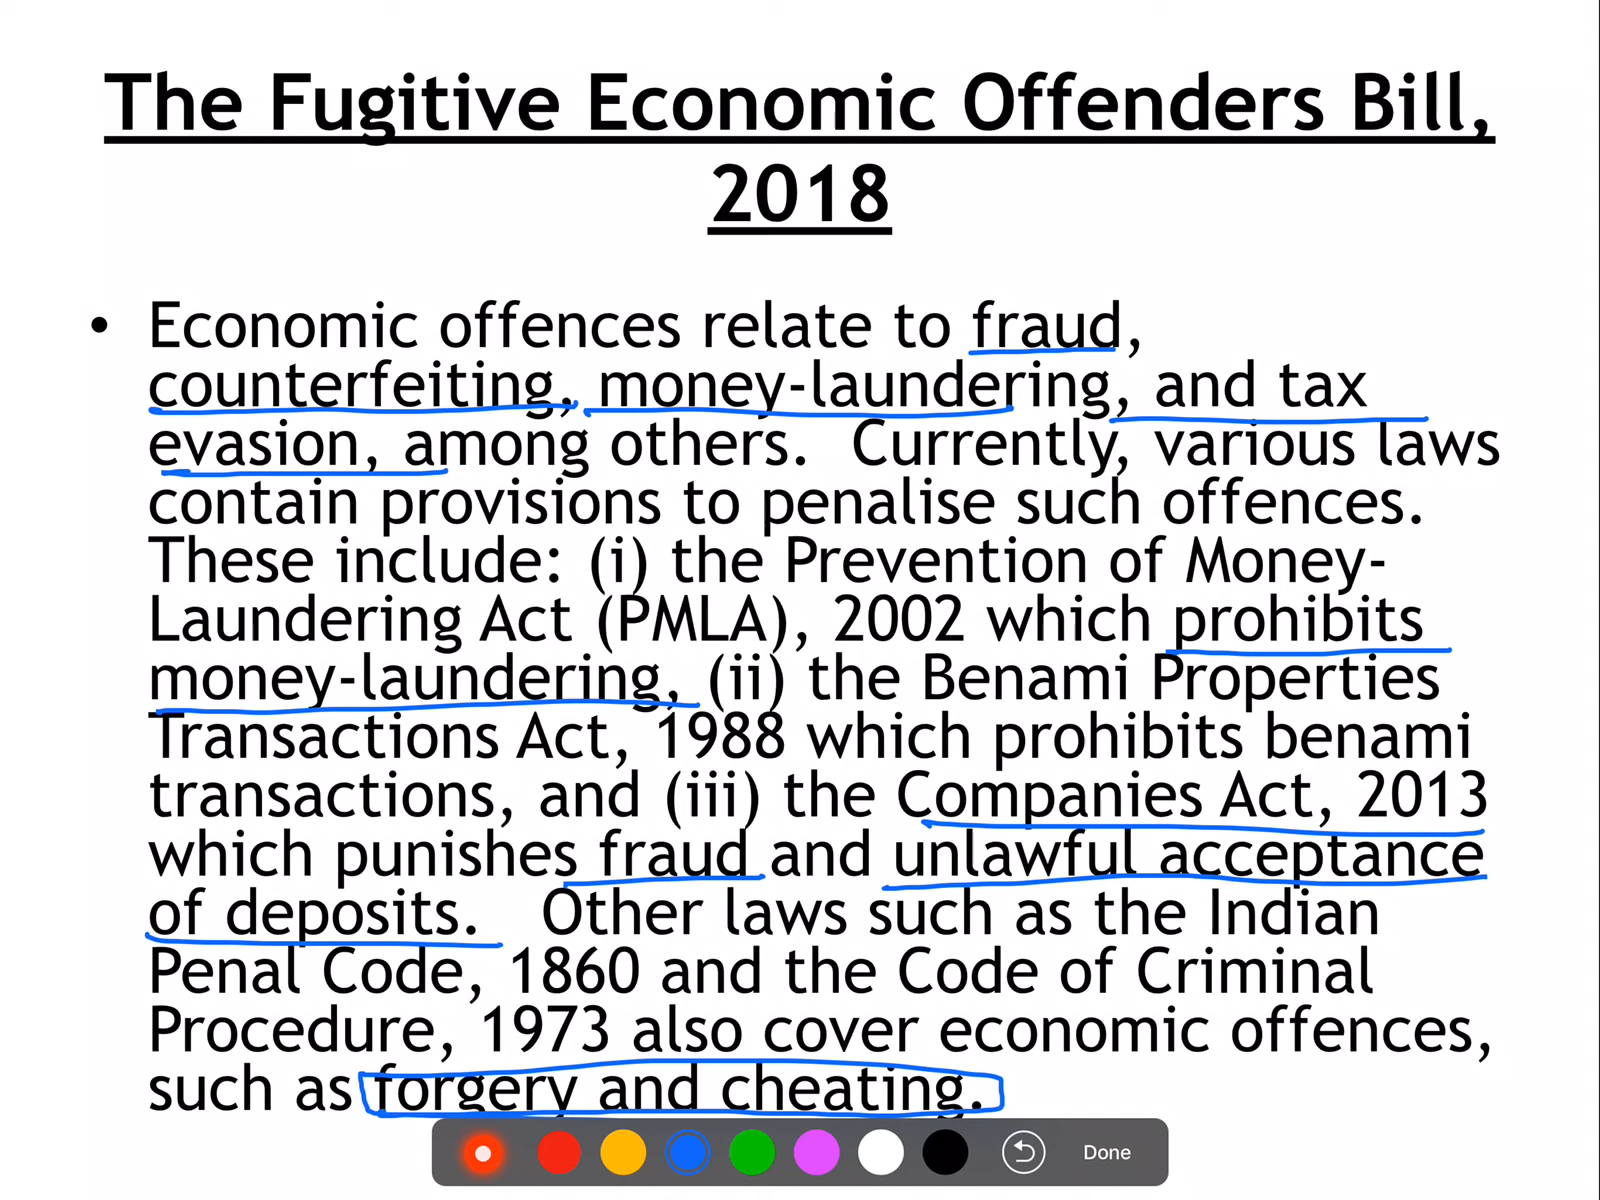 The Fugitive Economic Offenders Bill,
2018
• Economic offences relate to fraud,
counterfeiting, money-laundering, and tax
evasion, among others. Currently, various laws
contain provisions to penalise such offences.
These include: (i) the Prevention of Money-
Laundering Act (PMLA), 2002 which prohibits
money-laundering, (ii) the Benami Properties
Transactions Act, 1988 which prohibits benami
transactions, and (iii) the Companies Act, 2013
which punishes fraud and unlawful acceptance
of deposits. Other laws such as the Indian
Penal Code, 1860 and the Code of Criminal
Procedure, 1973 also cover economic offences,
such as forgery and cheating.
Done